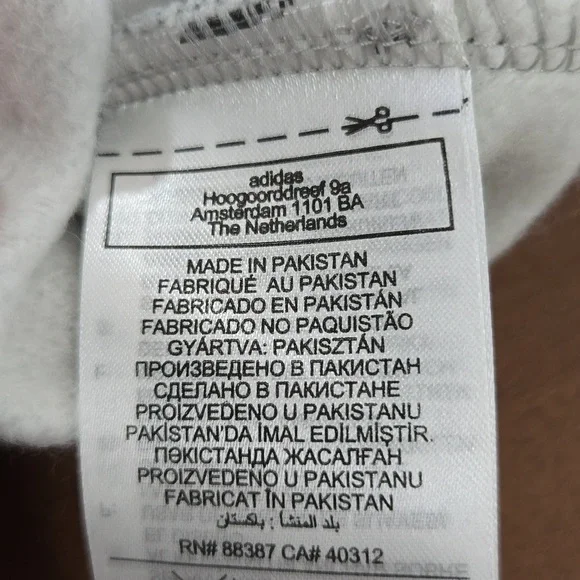 adidas
Hoogoorddreef 9a
Amsterdam 1101 BA
The Netherlands
MADE IN PAKISTAN
FABRIQUÉ AU PAKISTAN
FABRICADO EN PAKISTÁN
FABRICADO NO PAQUISTÃO
GYÁRTVA: PAKISZTÁN
ПРОИЗВЕДЕНО В ПАКИСТАН
СДЕЛАНО В ПАКИСТАНЕ
PROIZVEDENO U PAKISTANU
PAKİSTAN'DA İMAL EDİLMİŞTİR.
ПӘКІСТАНДА ЖАСАЛҒАН
PROIZVEDENO U PAKISTANU
FABRICAT ÎN PAKISTAN
بلد المنشأ : باكستان
RN# 88387 CA# 40312